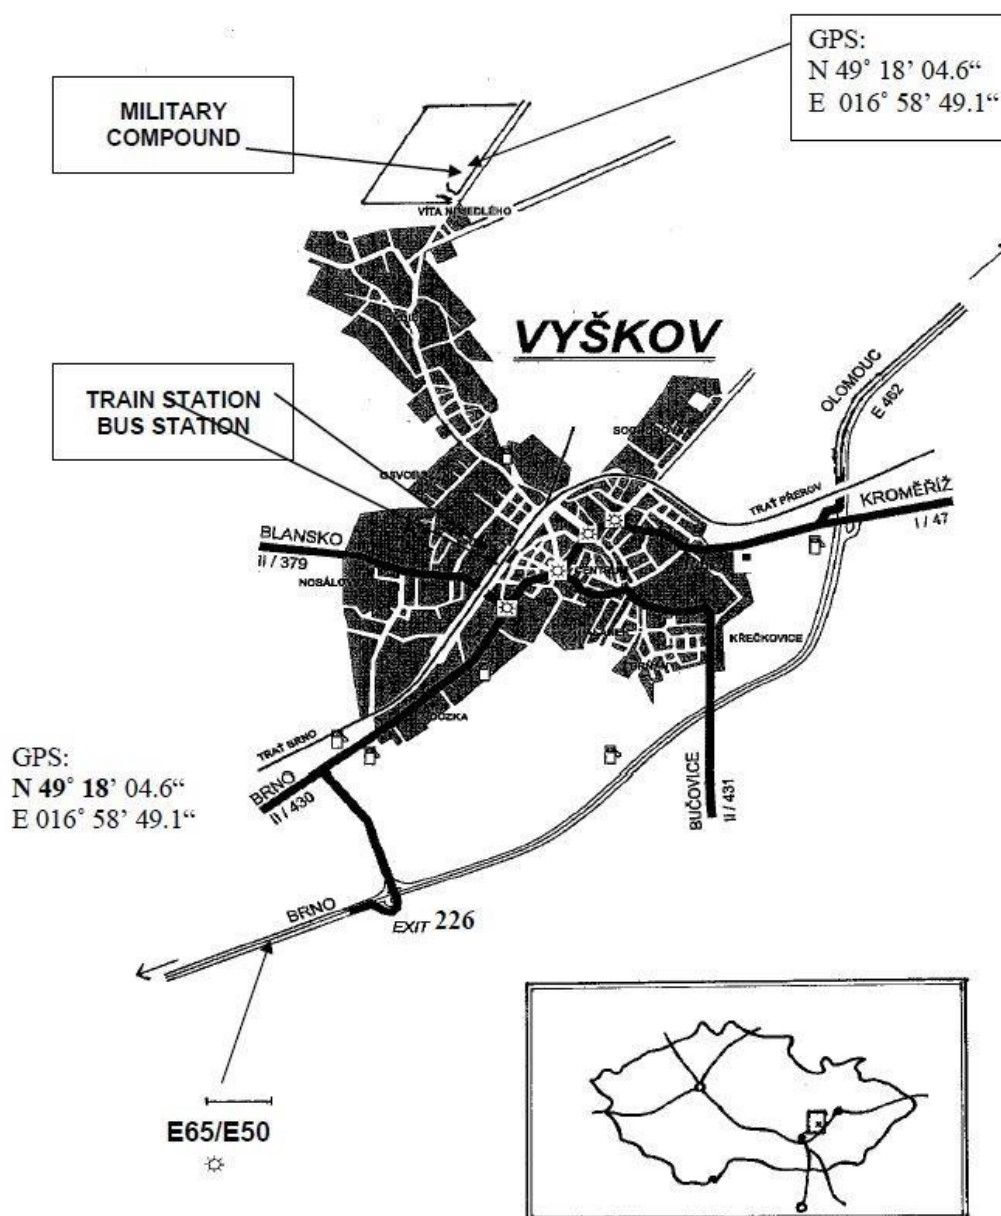 GPS:
N 49° 18’ 04.6“
E 016° 58’ 49.1“
MILITARY
COMPOUND
VÍTA NEJEDLÉHO
VYŠKOV
TRAIN STATION
BUS STATION
OLOMOUC
E 462
TRAŤ PŘEROV
KROMĚŘÍŽ
I / 47
BLANSKO
II / 379
CENTRUM
KŘEČKOVICE
TRAŤ BRNO
BRNO
II / 430
GPS:
N 49° 18’ 04.6“
E 016° 58’ 49.1“
BUČOVICE
II / 431
BRNO
EXIT 226
E65/E50